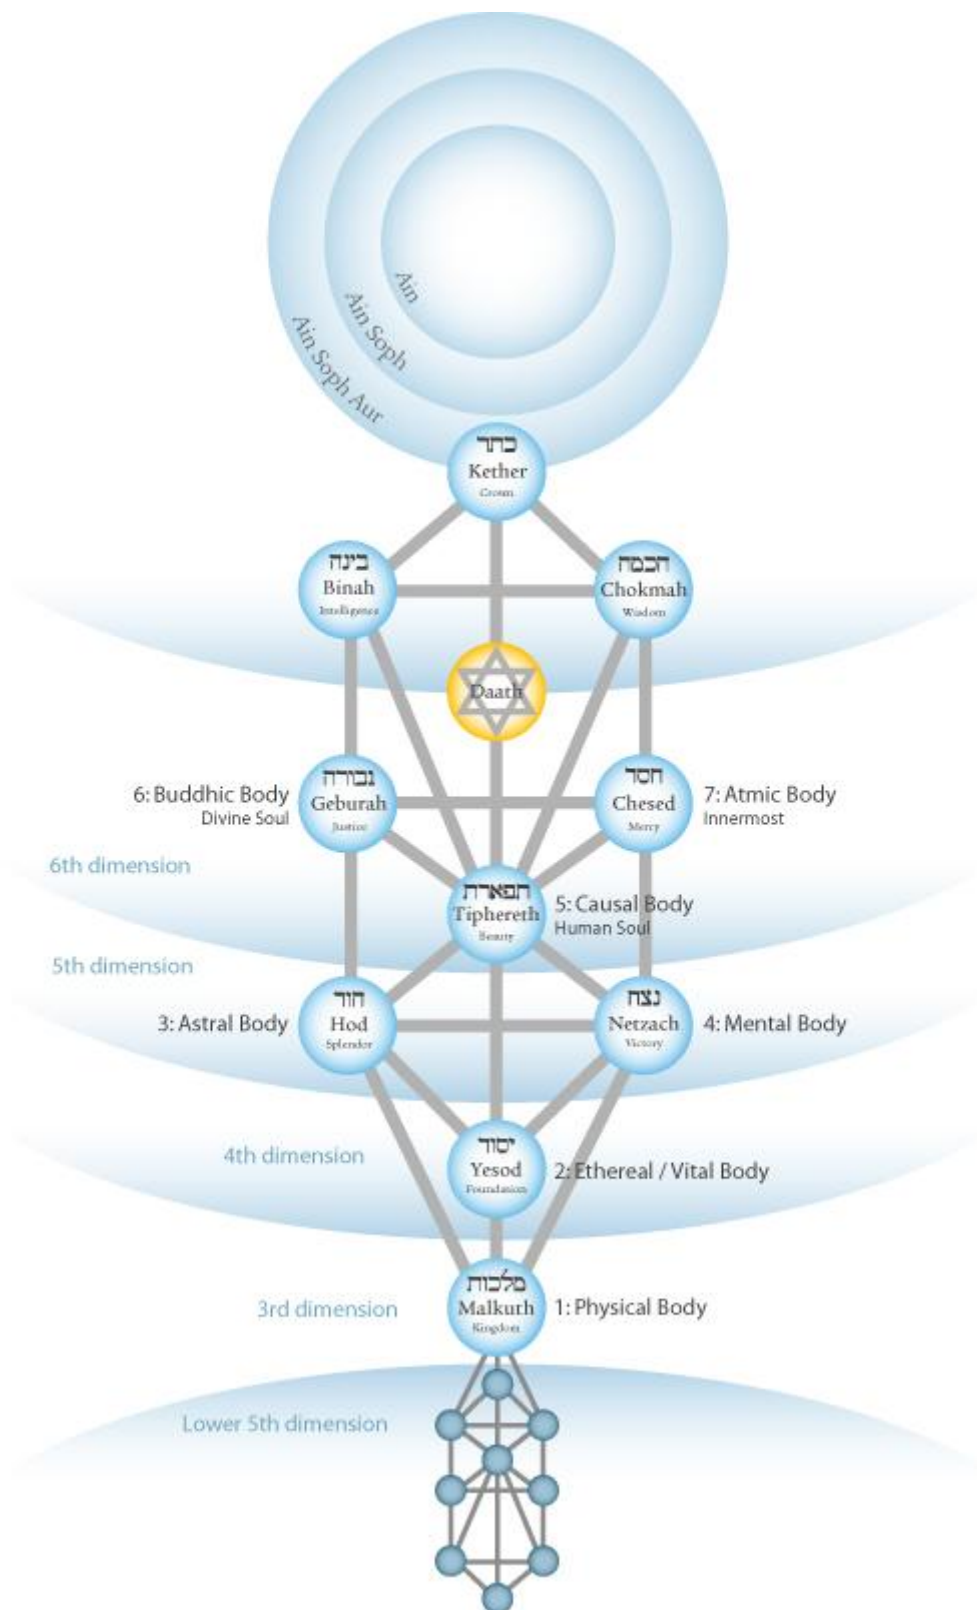 Ain
Ain Soph
Ain Soph Aur
כתר
Kether
Crown
בינה
Binah
Intelligence
חכמה
Chokmah
Wisdom
Daath
6: Buddhic Body
Divine Soul
גבורה
Geburah
Justice
חסד
Chesed
Mercy
7: Atmic Body
Innermost
6th dimension
תפארת
Tiphereth
Beauty
5: Causal Body
Human Soul
5th dimension
3: Astral Body
הוד
Hod
Splendor
נצח
Netzach
Victory
4: Mental Body
4th dimension
יסוד
Yesod
Foundation
2: Ethereal / Vital Body
3rd dimension
מלכות
Malkuth
Kingdom
1: Physical Body
Lower 5th dimension